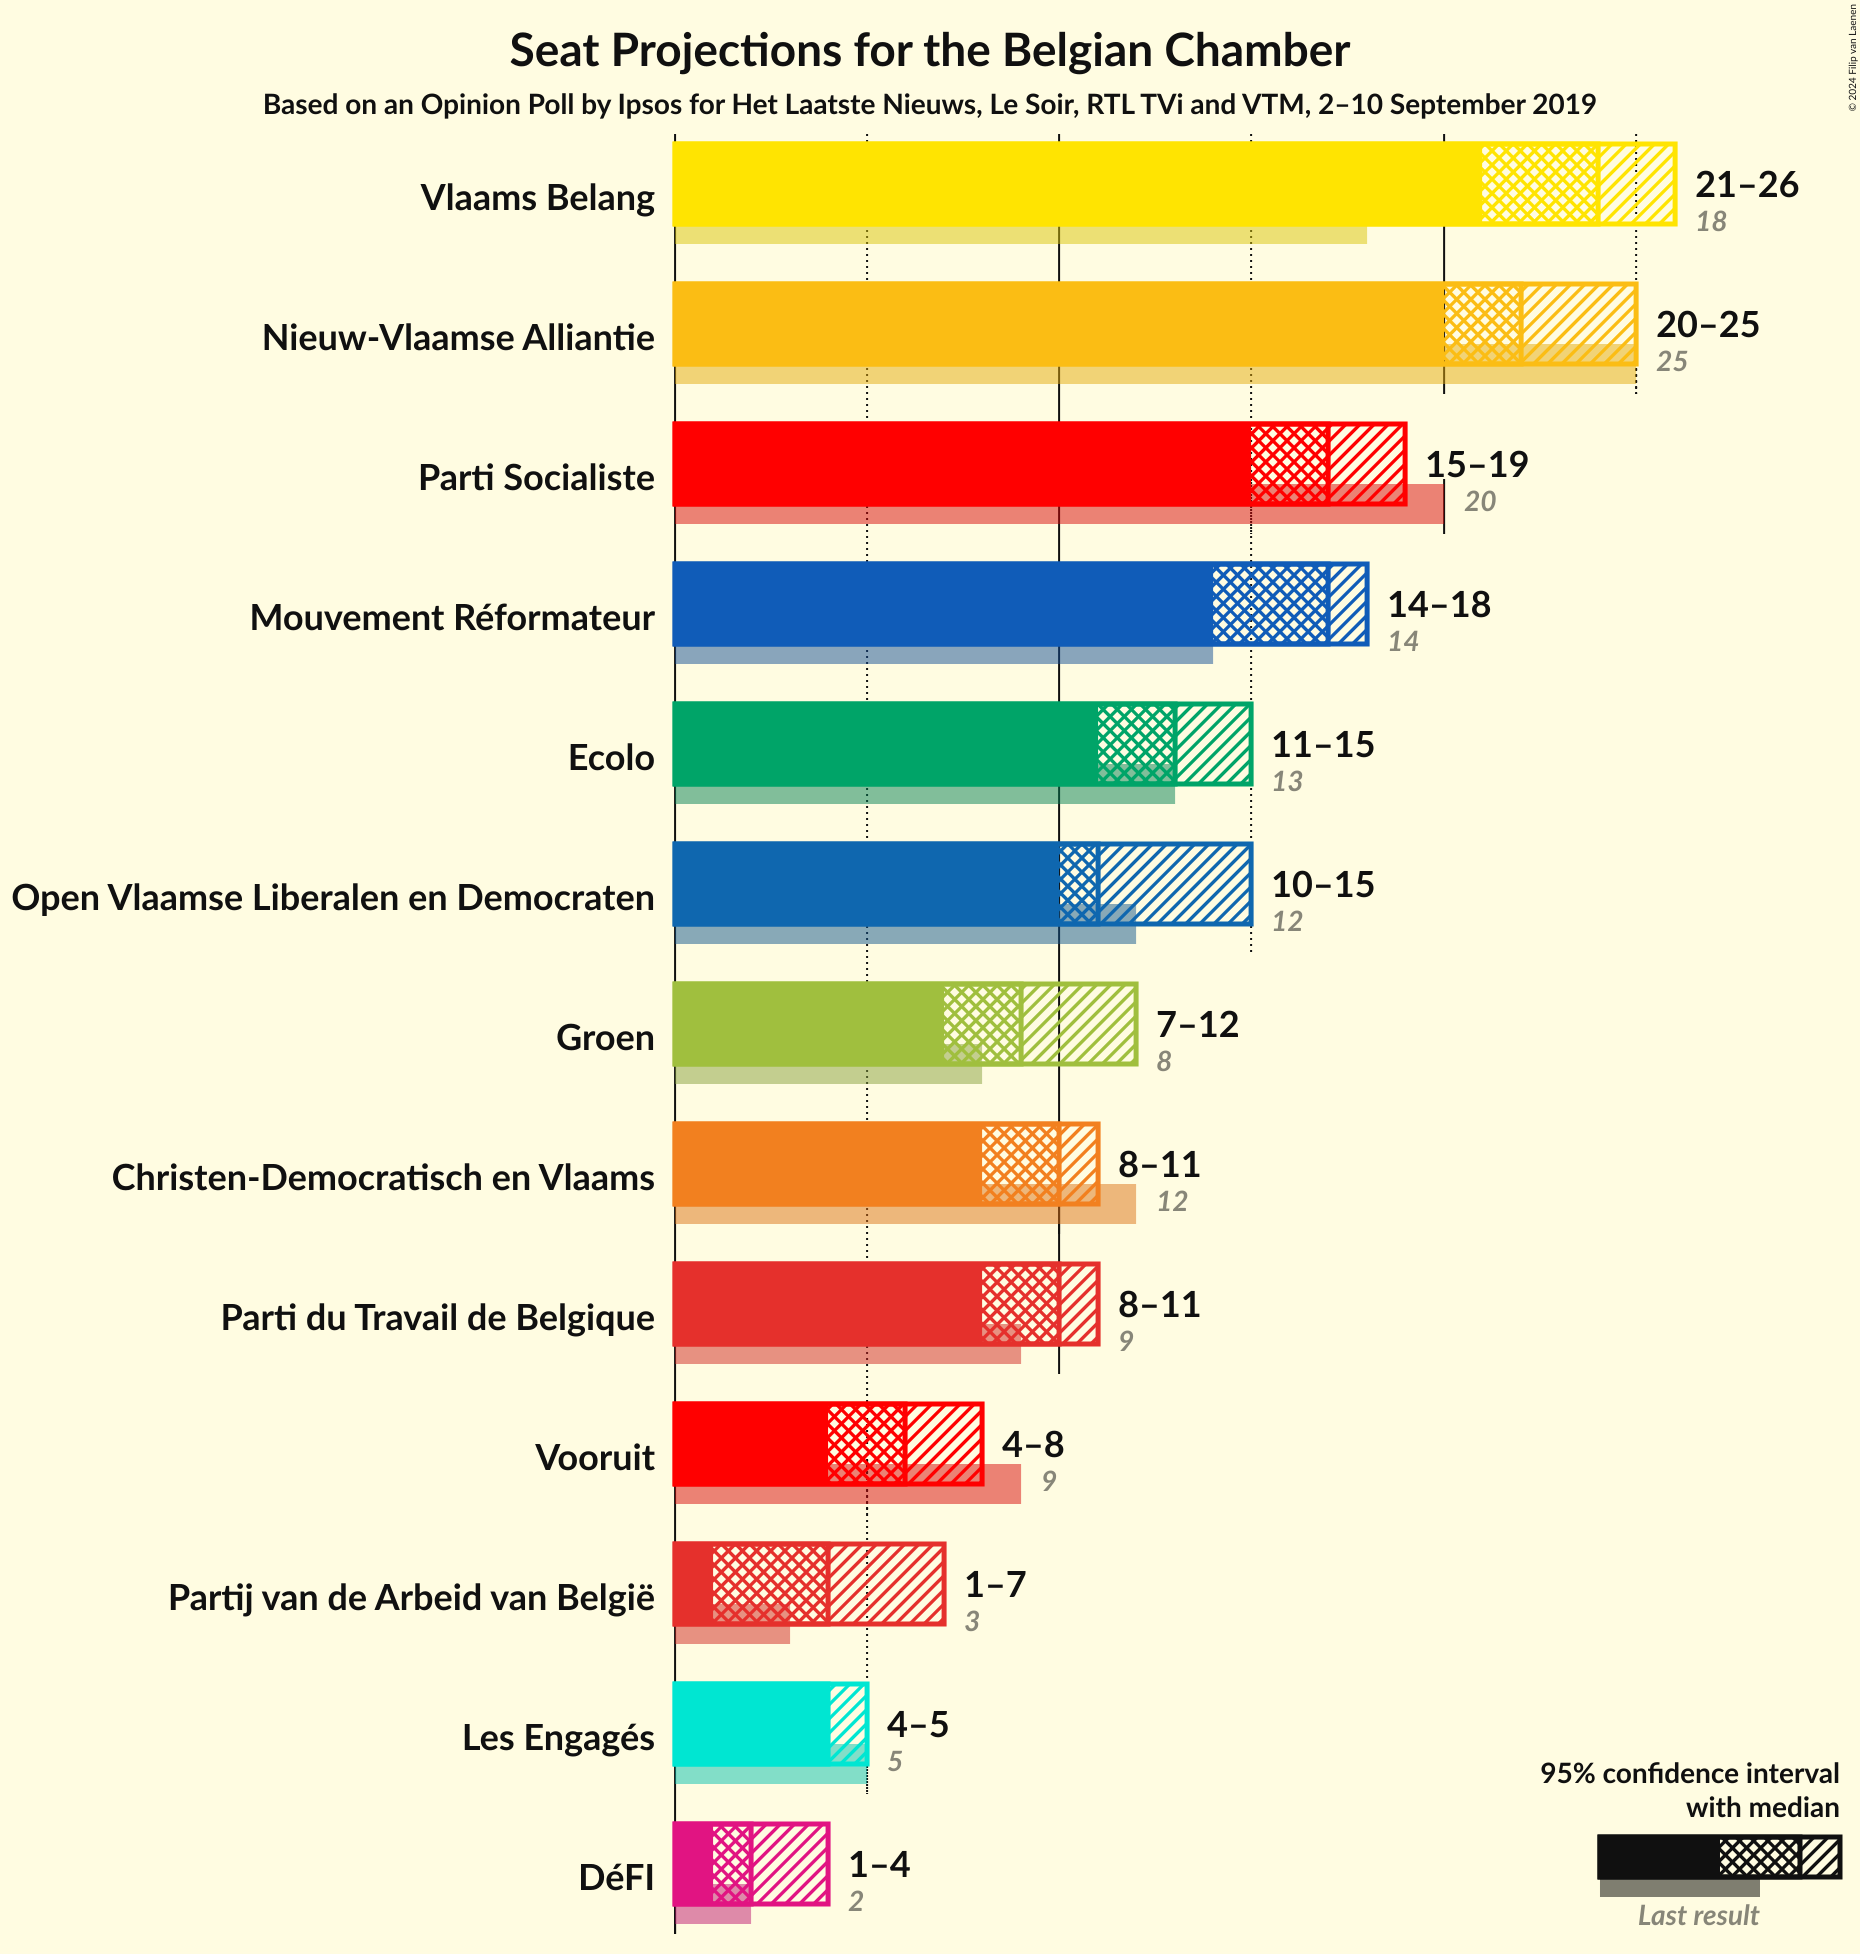 Seat Projections for the Belgian Chamber
Based on an Opinion Poll by Ipsos for Het Laatste Nieuws, Le Soir, RTL TVi and VTM, 2–10 September 2019
© 2024 Filip van Laenen
Vlaams Belang
21–26
18
Nieuw-Vlaamse Alliantie
20–25
25
Parti Socialiste
15–19
20
Mouvement Réformateur
14–18
14
Ecolo
11–15
13
Open Vlaamse Liberalen en Democraten
10–15
12
Groen
7–12
8
Christen-Democratisch en Vlaams
8–11
12
Parti du Travail de Belgique
8–11
9
Vooruit
4–8
9
Partij van de Arbeid van België
1–7
3
Les Engagés
4–5
5
DéFI
1–4
2
95% confidence interval
with median
Last result